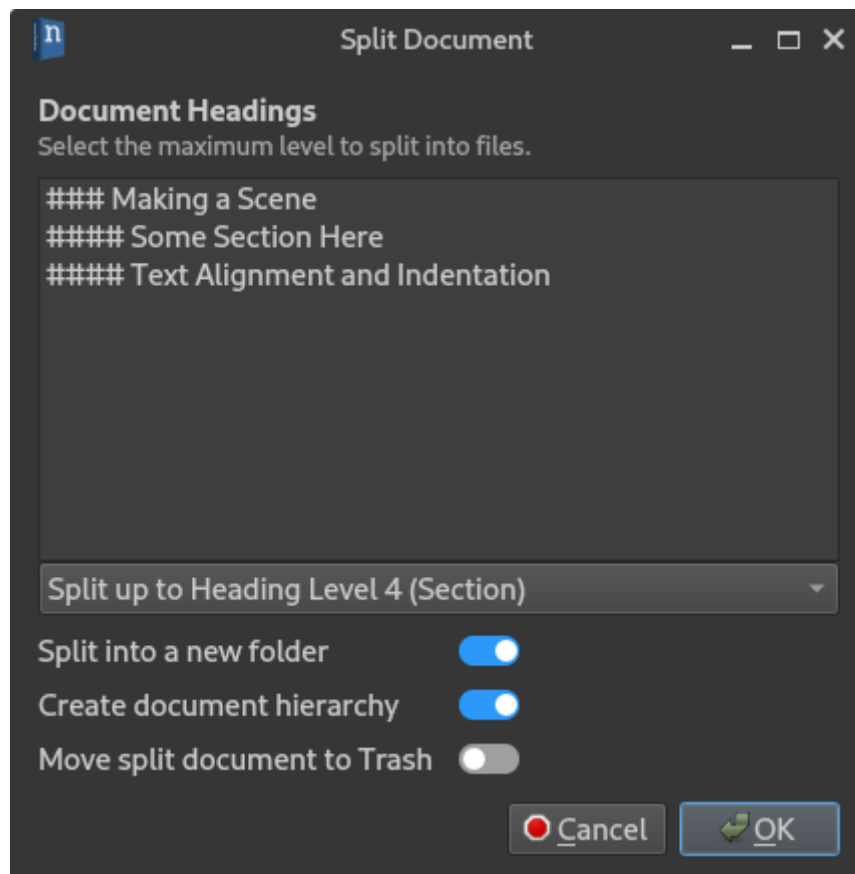 n
Split Document
Document Headings
Select the maximum level to split into files.
### Making a Scene
#### Some Section Here
#### Text Alignment and Indentation
Split up to Heading Level 4 (Section)
Split into a new folder
Create document hierarchy
Move split document to Trash
Cancel OK